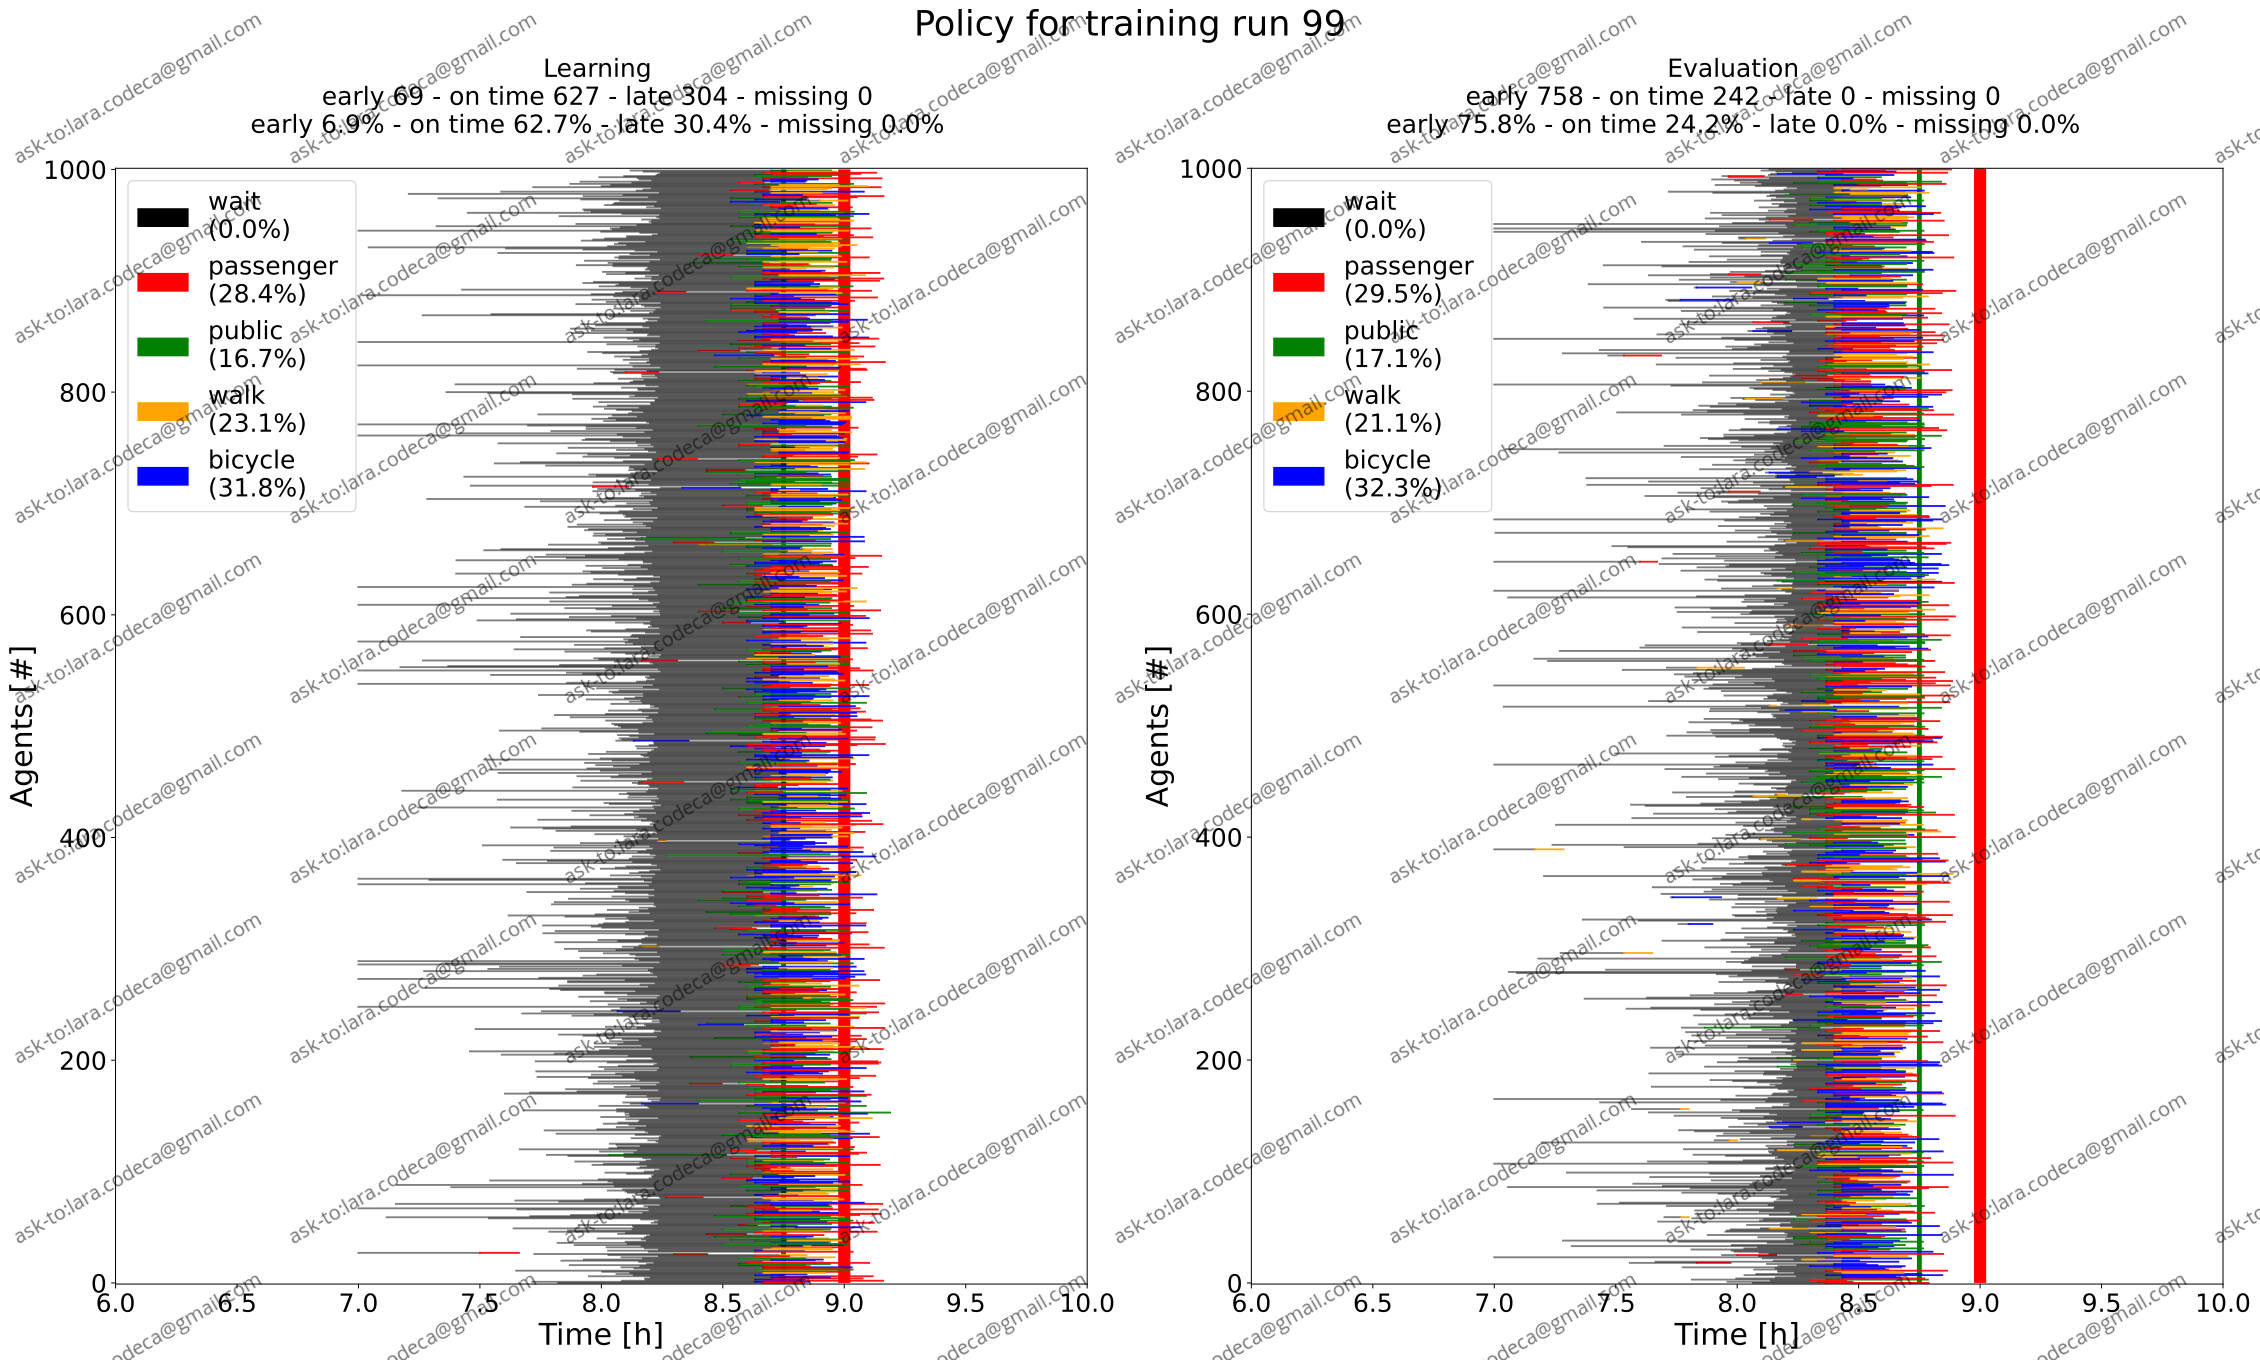 Policy for training run 99
Learning
early 69 - on time 627 - late 304 - missing 0
early 6.9% - on time 62.7% - late 30.4% - missing 0.0%
1000
800
600
400
200
0
Agents [#]
wait
(0.0%)
passenger
(28.4%)
public
(16.7%)
walk
(23.1%)
bicycle
(31.8%)
6.0 6.5 7.0 7.5 8.0 8.5 9.0 9.5 10.0
Time [h]
Evaluation
early 758 - on time 242 - late 0 - missing 0
early 75.8% - on time 24.2% - late 0.0% - missing 0.0%
1000
800
600
400
200
0
Agents [#]
wait
(0.0%)
passenger
(29.5%)
public
(17.1%)
walk
(21.1%)
bicycle
(32.3%)
6.0 6.5 7.0 7.5 8.0 8.5 9.0 9.5 10.0
Time [h]
ask-to:lara.codeca@gmail.com